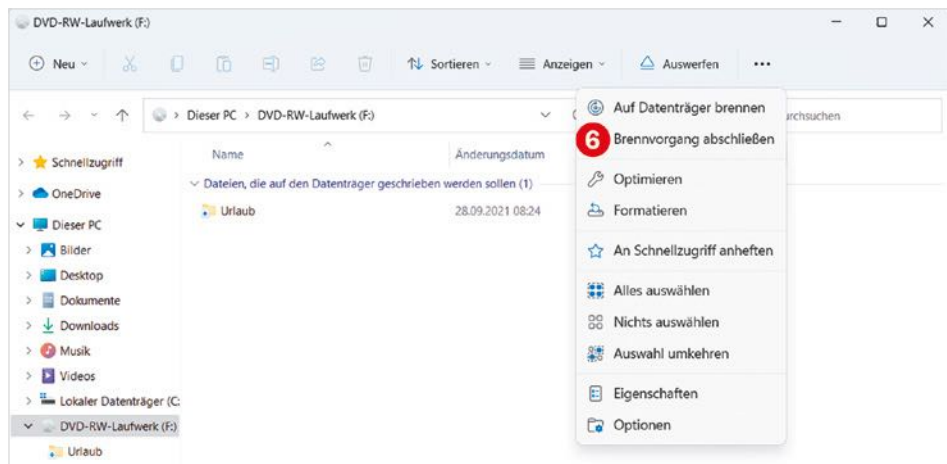 DVD-RW-Laufwerk (F:)
Neu
Sortieren
Anzeigen
Auswerfen
Dieser PC > DVD-RW-Laufwerk (F:)
Name
Änderungsdatum
Dateien, die auf den Datenträger geschrieben werden sollen (1)
Urlaub
28.09.2021 08:24
Schnellzugriff
OneDrive
Dieser PC
Bilder
Desktop
Dokumente
Downloads
Musik
Videos
Lokaler Datenträger (C:
DVD-RW-Laufwerk (F:)
Urlaub
Auf Datenträger brennen
6 Brennvorgang abschließen
Optimieren
Formatieren
An Schnellzugriff anheften
Alles auswählen
Nichts auswählen
Auswahl umkehren
Eigenschaften
Optionen